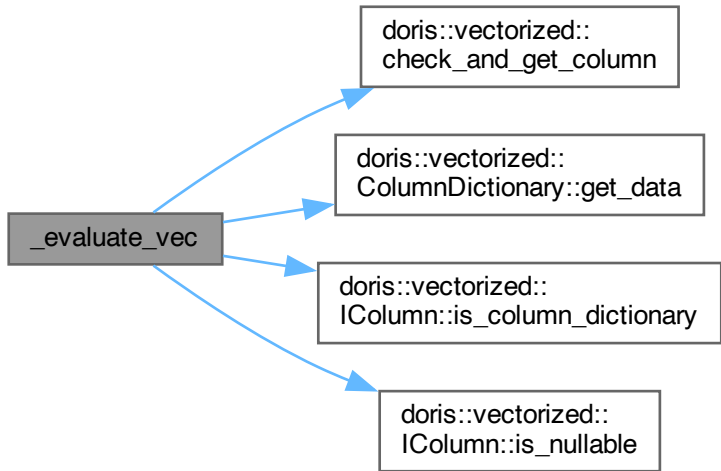 doris::vectorized::
check_and_get_column
doris::vectorized::
ColumnDictionary::get_data
_evaluate_vec
doris::vectorized::
IColumn::is_column_dictionary
doris::vectorized::
IColumn::is_nullable